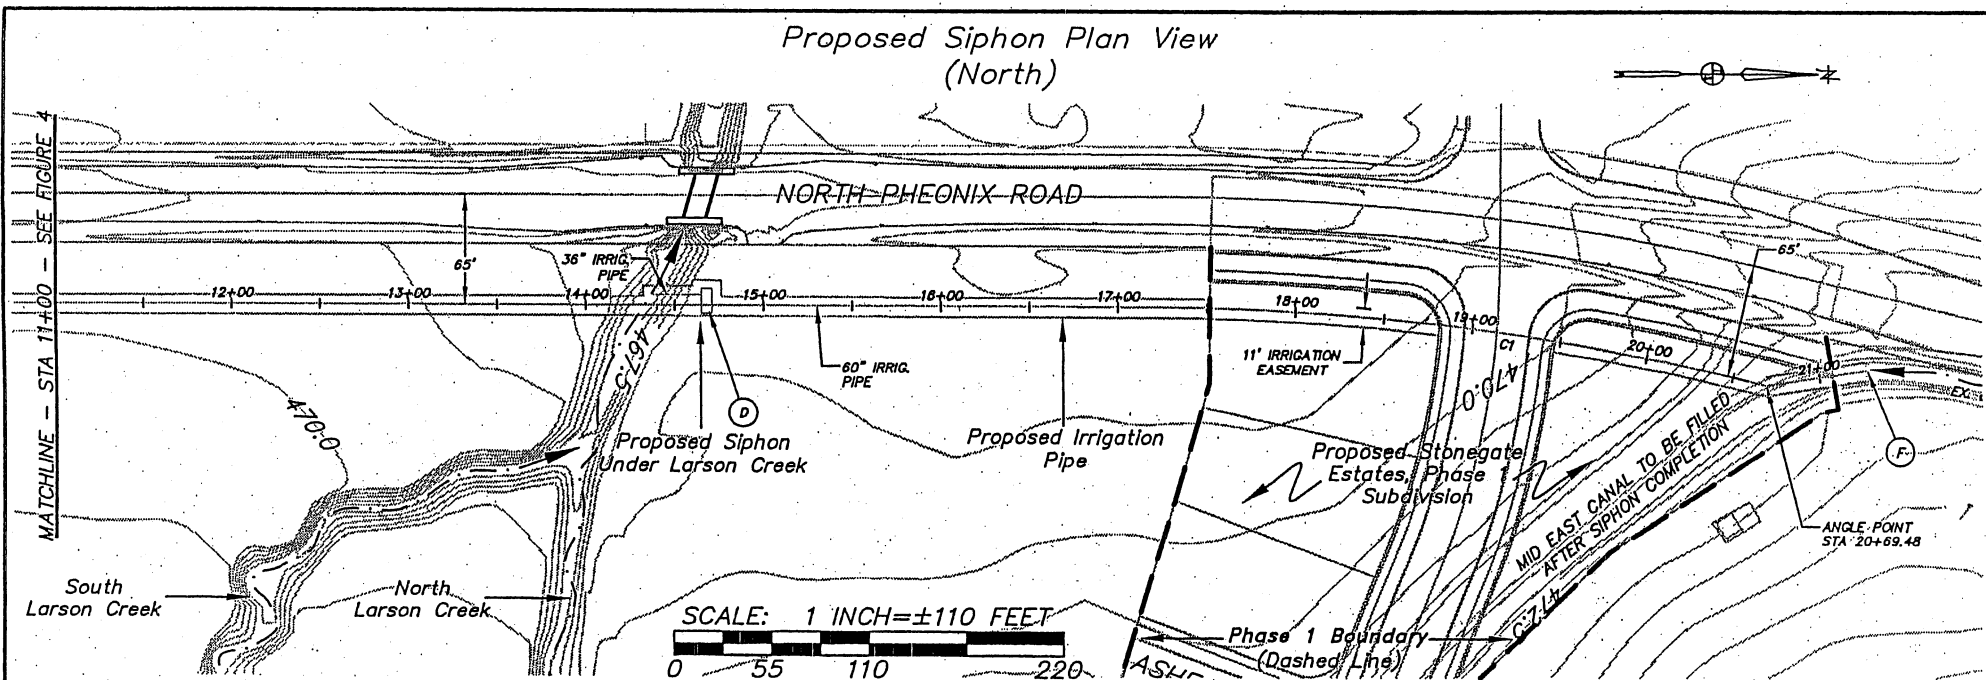 Proposed Siphon Plan View
(North)
N
MATCHLINE - STA 11+00 - SEE FIGURE 4
NORTH PHEONIX ROAD
65'
36" IRRIG.
PIPE
65'
12+00
13+00
14+00
15+00
16+00
17+00
18+00
19+00
20+00
21+00
C1
467.5
60" IRRIG.
PIPE
11' IRRIGATION
EASEMENT
470.0
EX.
D
F
470.0
Proposed Siphon
Under Larson Creek
Proposed Irrigation
Pipe
Proposed Stonegate
Estates, Phase 1
Subdivision
MID EAST CANAL TO BE FILLED
AFTER SIPHON COMPLETION
ANGLE POINT
STA 20+69.48
South
Larson Creek
North
Larson Creek
472.5
SCALE: 1 INCH=±110 FEET
0 55 110 220
Phase 1 Boundary
(Dashed Line)